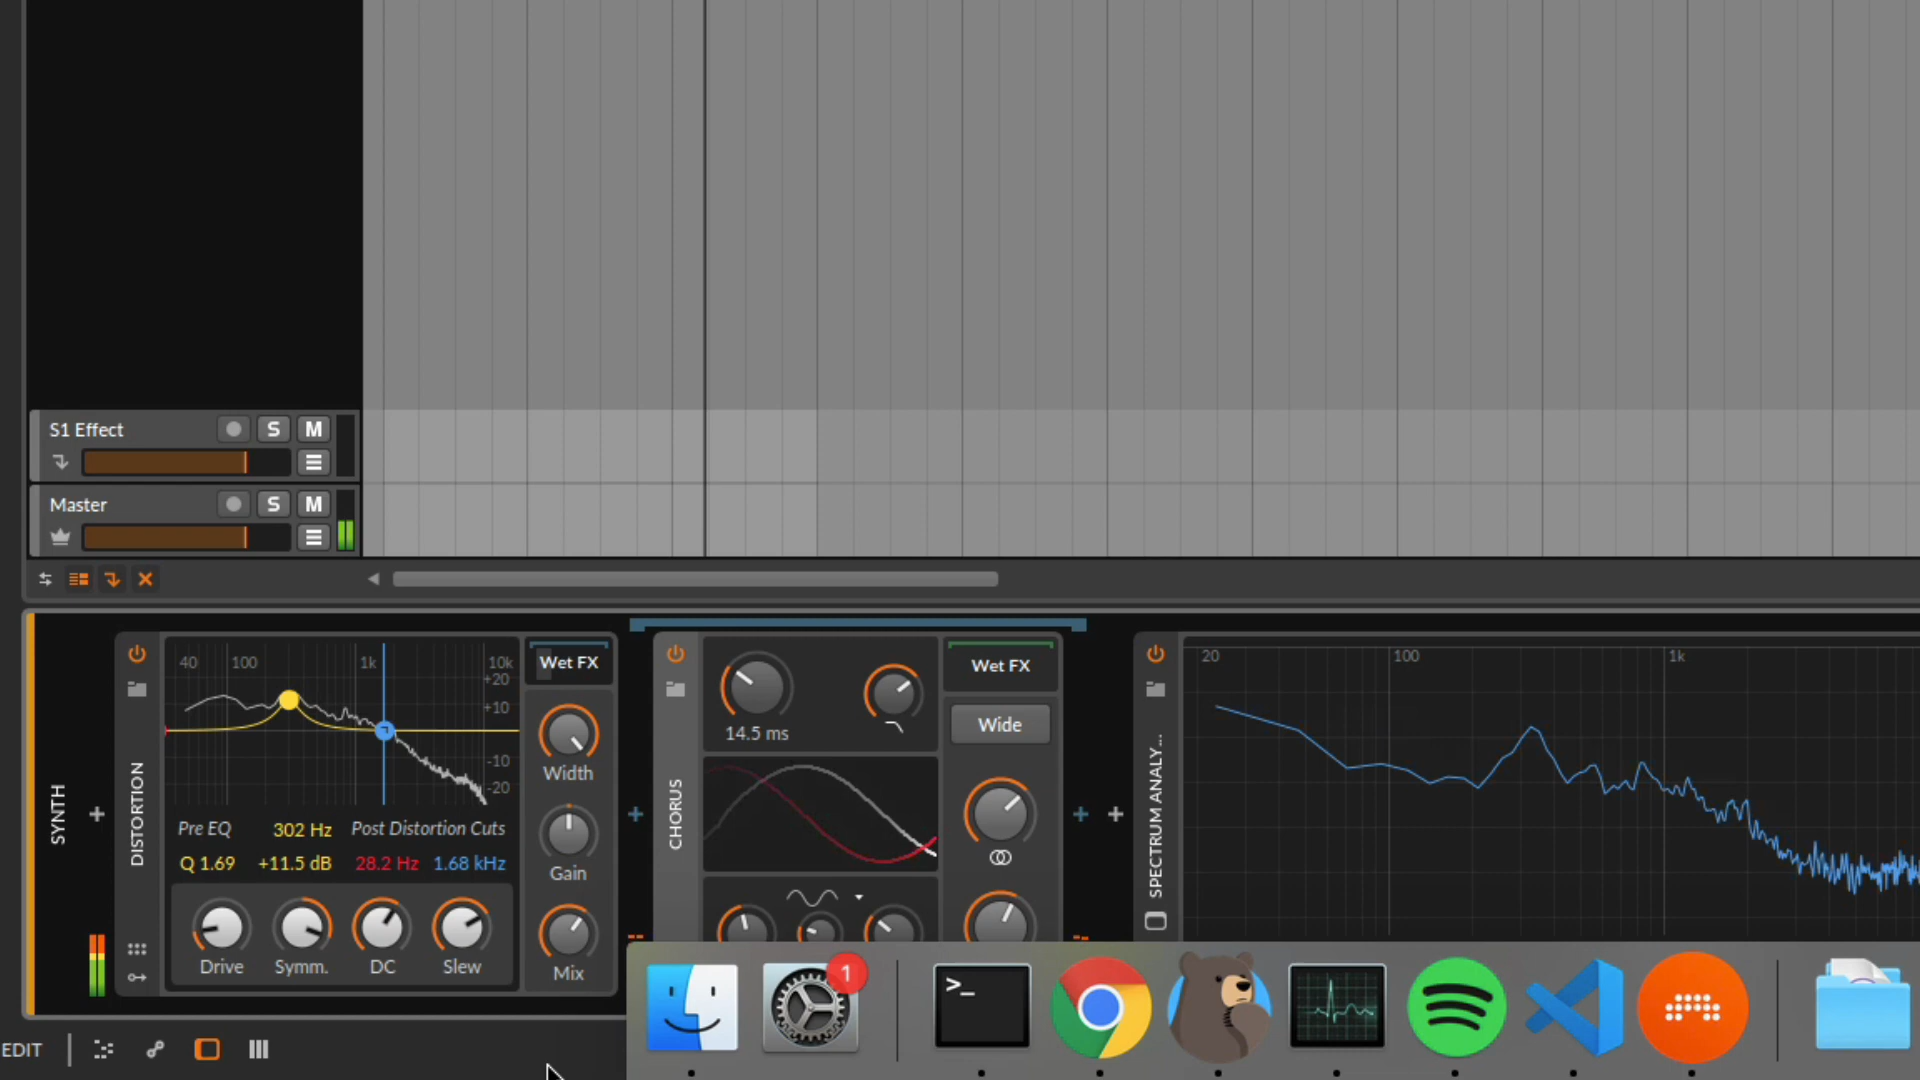 S1 Effect
S M
Master
S M
SYNTH
DISTORTION
40 100 1k 10k
+20
+10
-10
-20
Pre EQ 302 Hz Post Distortion Cuts
Q 1.69 +11.5 dB 28.2 Hz 1.68 kHz
Drive Symm. DC Slew
Wet FX
Width
Gain
Mix
CHORUS
14.5 ms
Wet FX
Wide
SPECTRUM ANALY...
20 100 1k
1
>_
EDIT